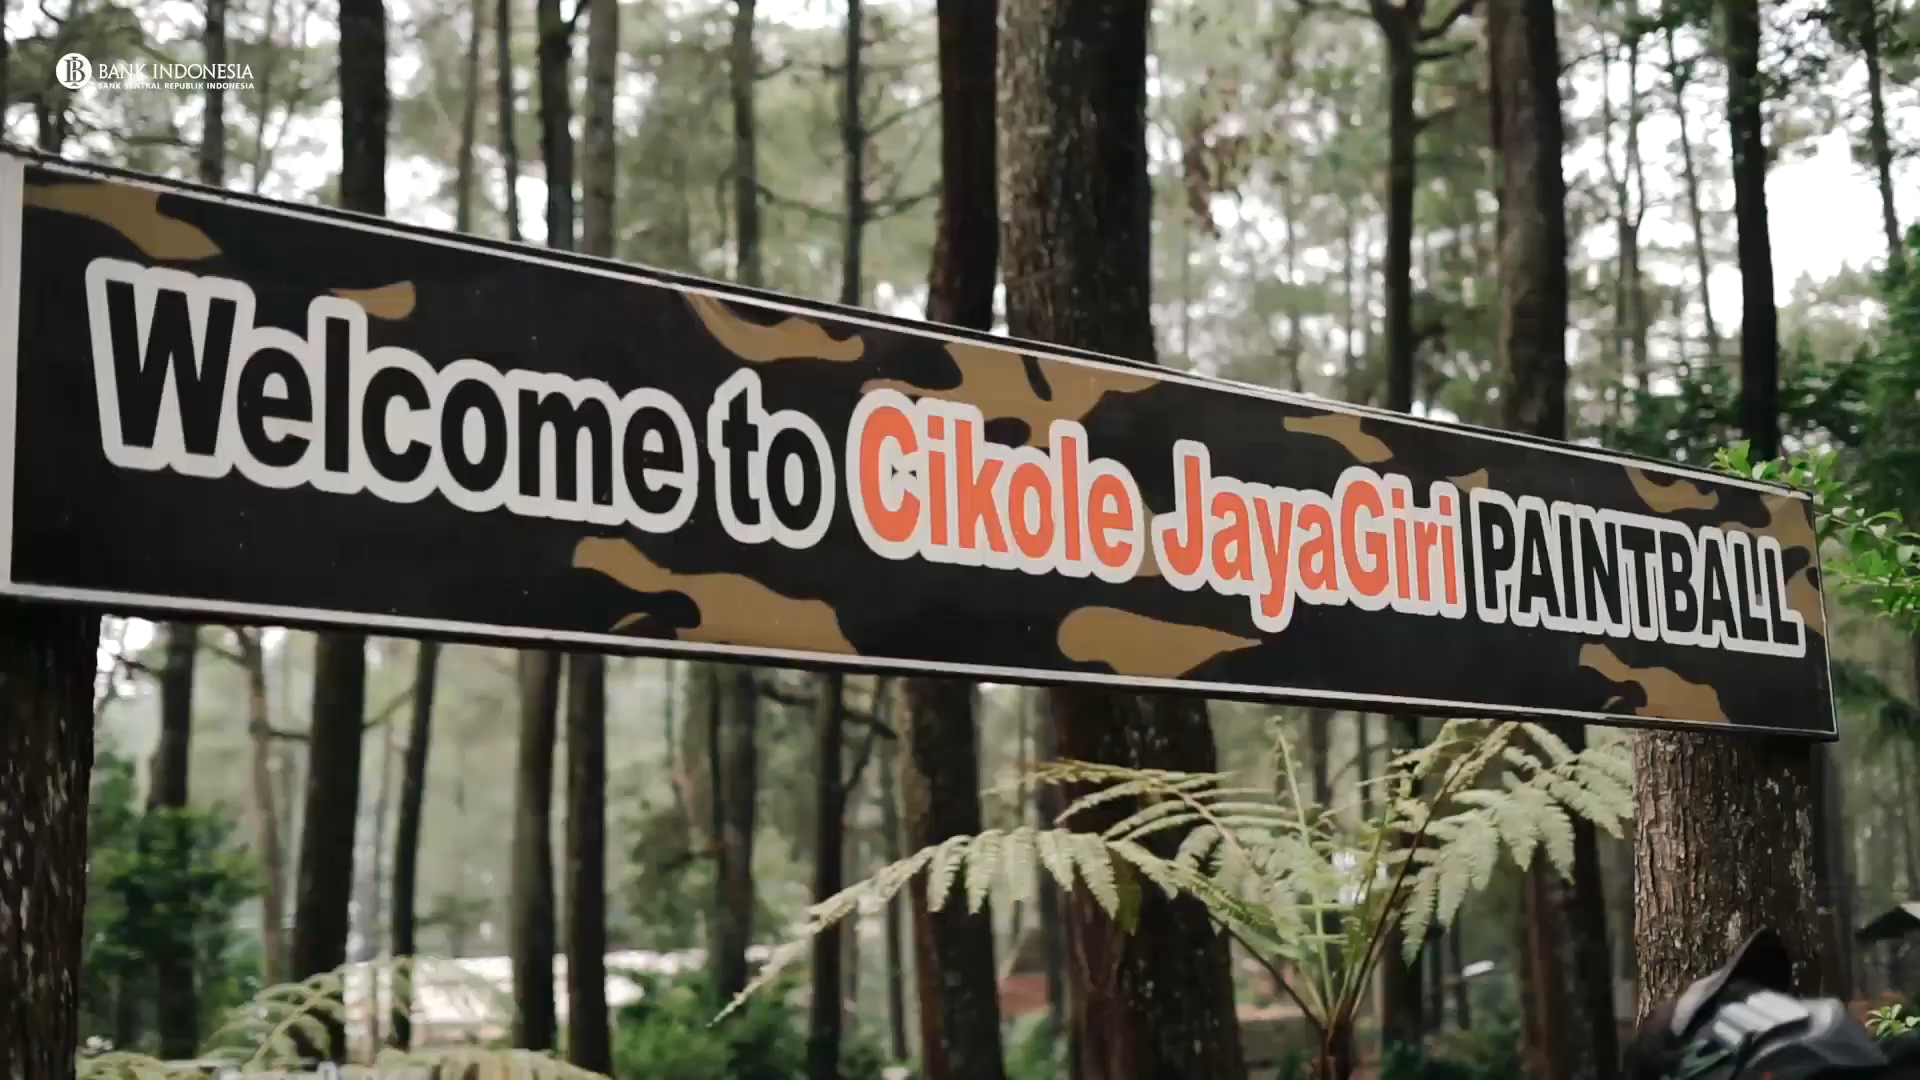 BANK INDONESIA
BANK SENTRAL REPUBLIK INDONESIA
Welcome to Cikole JayaGiri PAINTBALL